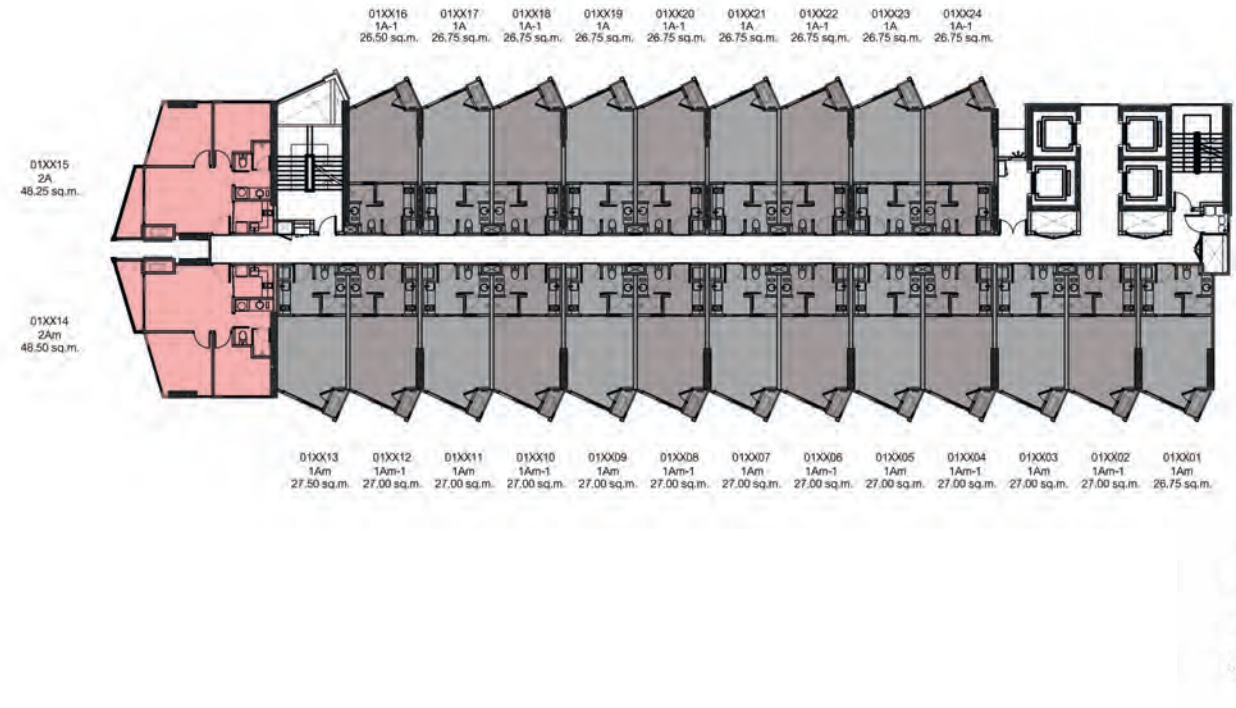 01XX16
1A-1
26.50 sq.m.
01XX17
1A
26.75 sq.m.
01XX18
1A-1
26.75 sq.m.
01XX19
1A
26.75 sq.m.
01XX20
1A-1
26.75 sq.m.
01XX21
1A
26.75 sq.m.
01XX22
1A-1
26.75 sq.m.
01XX23
1A
26.75 sq.m.
01XX24
1A-1
26.75 sq.m.
01XX15
2A
48.25 sq.m.
01XX14
2Am
48.50 sq.m.
01XX13
1Am
27.50 sq.m.
01XX12
1Am-1
27.00 sq.m.
01XX11
1Am
27.00 sq.m.
01XX10
1Am-1
27.00 sq.m.
01XX09
1Am
27.00 sq.m.
01XX08
1Am-1
27.00 sq.m.
01XX07
1Am
27.00 sq.m.
01XX06
1Am-1
27.00 sq.m.
01XX05
1Am
27.00 sq.m.
01XX04
1Am-1
27.00 sq.m.
01XX03
1Am
27.00 sq.m.
01XX02
1Am-1
27.00 sq.m.
01XX01
1Am
26.75 sq.m.